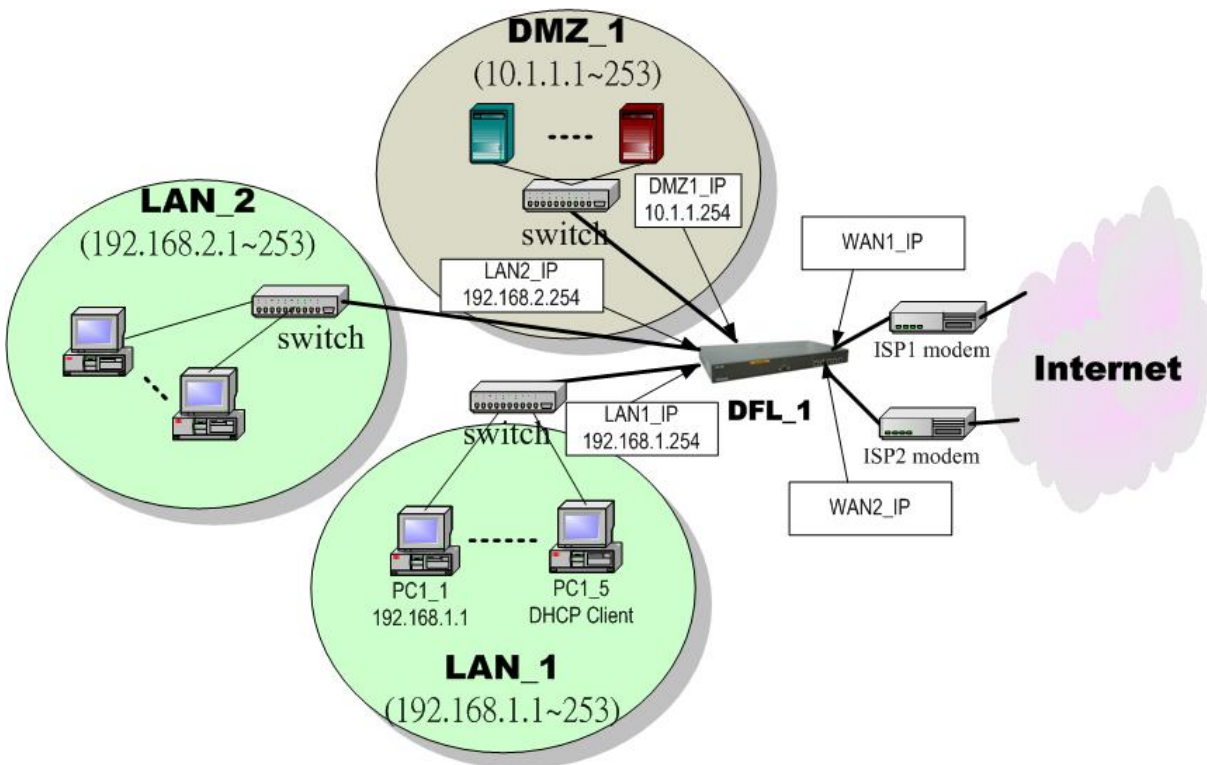 DMZ_1
(10.1.1.1~253)
DMZ1_IP
10.1.1.254
switch
LAN_2
(192.168.2.1~253)
switch
LAN2_IP
192.168.2.254
WAN1_IP
ISP1 modem
Internet
DFL_1
switch
LAN1_IP
192.168.1.254
ISP2 modem
WAN2_IP
PC1_1
192.168.1.1
PC1_5
DHCP Client
LAN_1
(192.168.1.1~253)